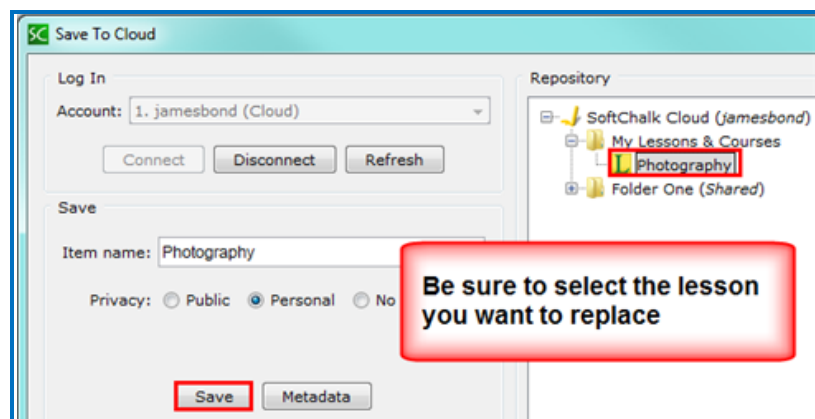 SC Save To Cloud
Log In
Account: 1. jamesbond (Cloud)
Connect Disconnect Refresh
Save
Item name: Photography
Privacy: Public Personal No
Save Metadata
Repository
SoftChalk Cloud (jamesbond)
My Lessons & Courses
L Photography
Folder One (Shared)
Be sure to select the lesson
you want to replace